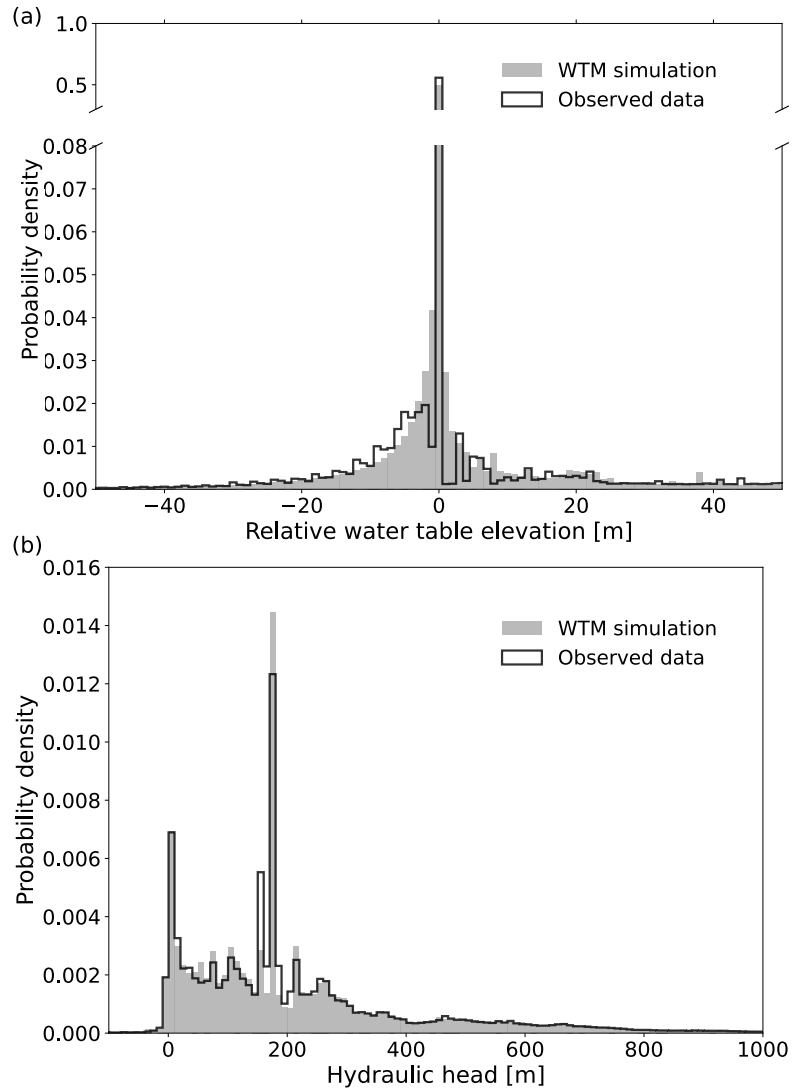 (a)
1.0
0.5
WTM simulation
Observed data
0.08
0.07
0.06
0.05
0.04
0.03
0.02
0.01
0.00
Probability density
−40 −20 0 20 40
Relative water table elevation [m]
(b)
0.016
0.014
0.012
0.010
0.008
0.006
0.004
0.002
0.000
Probability density
WTM simulation
Observed data
0 200 400 600 800 1000
Hydraulic head [m]